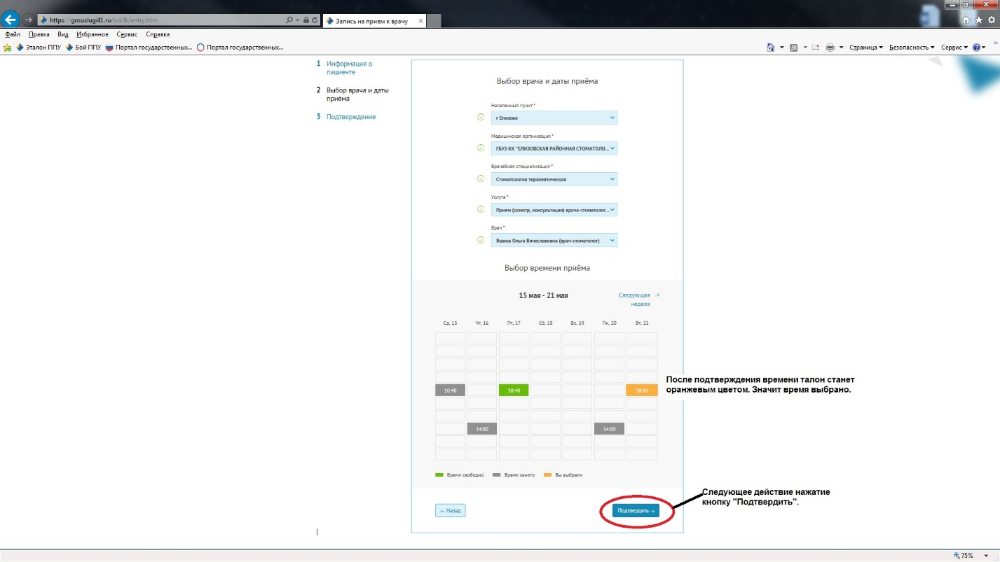 https://gosuslugi41.ru/nd/lk/entry.htm
Запись на прием к врачу
Файл Правка Вид Избранное Сервис Справка
Эталон ППУ Бой ППУ Портал государственных... Портал государственных...
Страница Безопасность Сервис
1 Информация о
пациенте
2 Выбор врача и даты
приёма
3 Подтверждение
Выбор врача и даты приёма
Населенный пункт *
г Елизово
Медицинская организация *
ГБУЗ КК "ЕЛИЗОВСКАЯ РАЙОННАЯ СТОМАТОЛО...
Врачебная специализация *
Стоматология терапевтическая
Услуга *
Прием (осмотр, консультация) врача-стоматолог...
Врач *
Яшина Ольга Вячеславовна (врач-стоматолог)
Выбор времени приёма
15 мая - 21 мая
Следующая →
неделя
Ср, 15 Чт, 16 Пт, 17 Сб, 18 Вс, 19 Пн, 20 Вт, 21
10:40 10:40 10:40
14:00 14:00
Время свободно Время занято Вы выбрали
← Назад Подтвердить →
После подтверждения времени талон станет
оранжевым цветом. Значит время выбрано.
Следующее действие нажатие
кнопку "Подтвердить".
75%